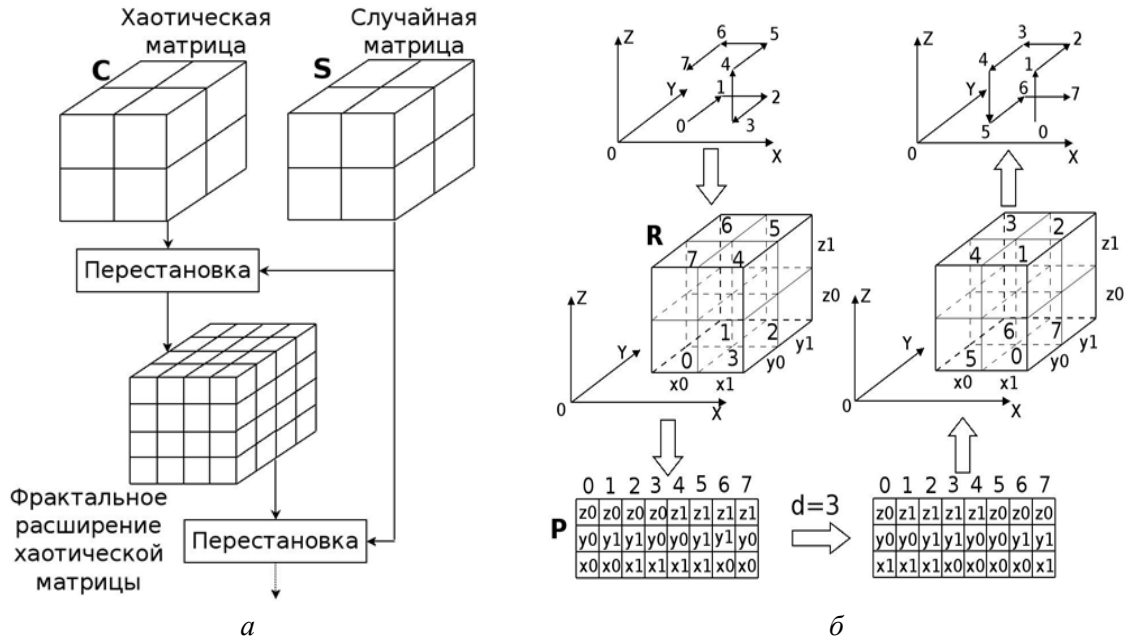 Хаотическая матрица
Случайная матрица
C
S
Перестановка
Фрактальное
расширение
хаотической
матрицы
Перестановка
а
Z
6
5
7
4
Y
1
2
0
3
0
X
Z
3
2
4
1
Y
6
7
5
0
0
X
R
6
5
7
4
z1
z0
1
2
0
3
y1
y0
x0
x1
Z
Y
0
X
3
2
4
1
z1
z0
6
7
5
0
y1
y0
x0
x1
Z
Y
0
X
P
0 1 2 3 4 5 6 7
z0 z0 z0 z0 z1 z1 z1 z1
y0 y1 y1 y0 y0 y1 y1 y0
x0 x0 x1 x1 x1 x1 x0 x0
d=3
0 1 2 3 4 5 6 7
z0 z1 z1 z1 z1 z0 z0 z0
y0 y0 y1 y1 y0 y0 y1 y1
x1 x1 x1 x0 x0 x0 x0 x1
б